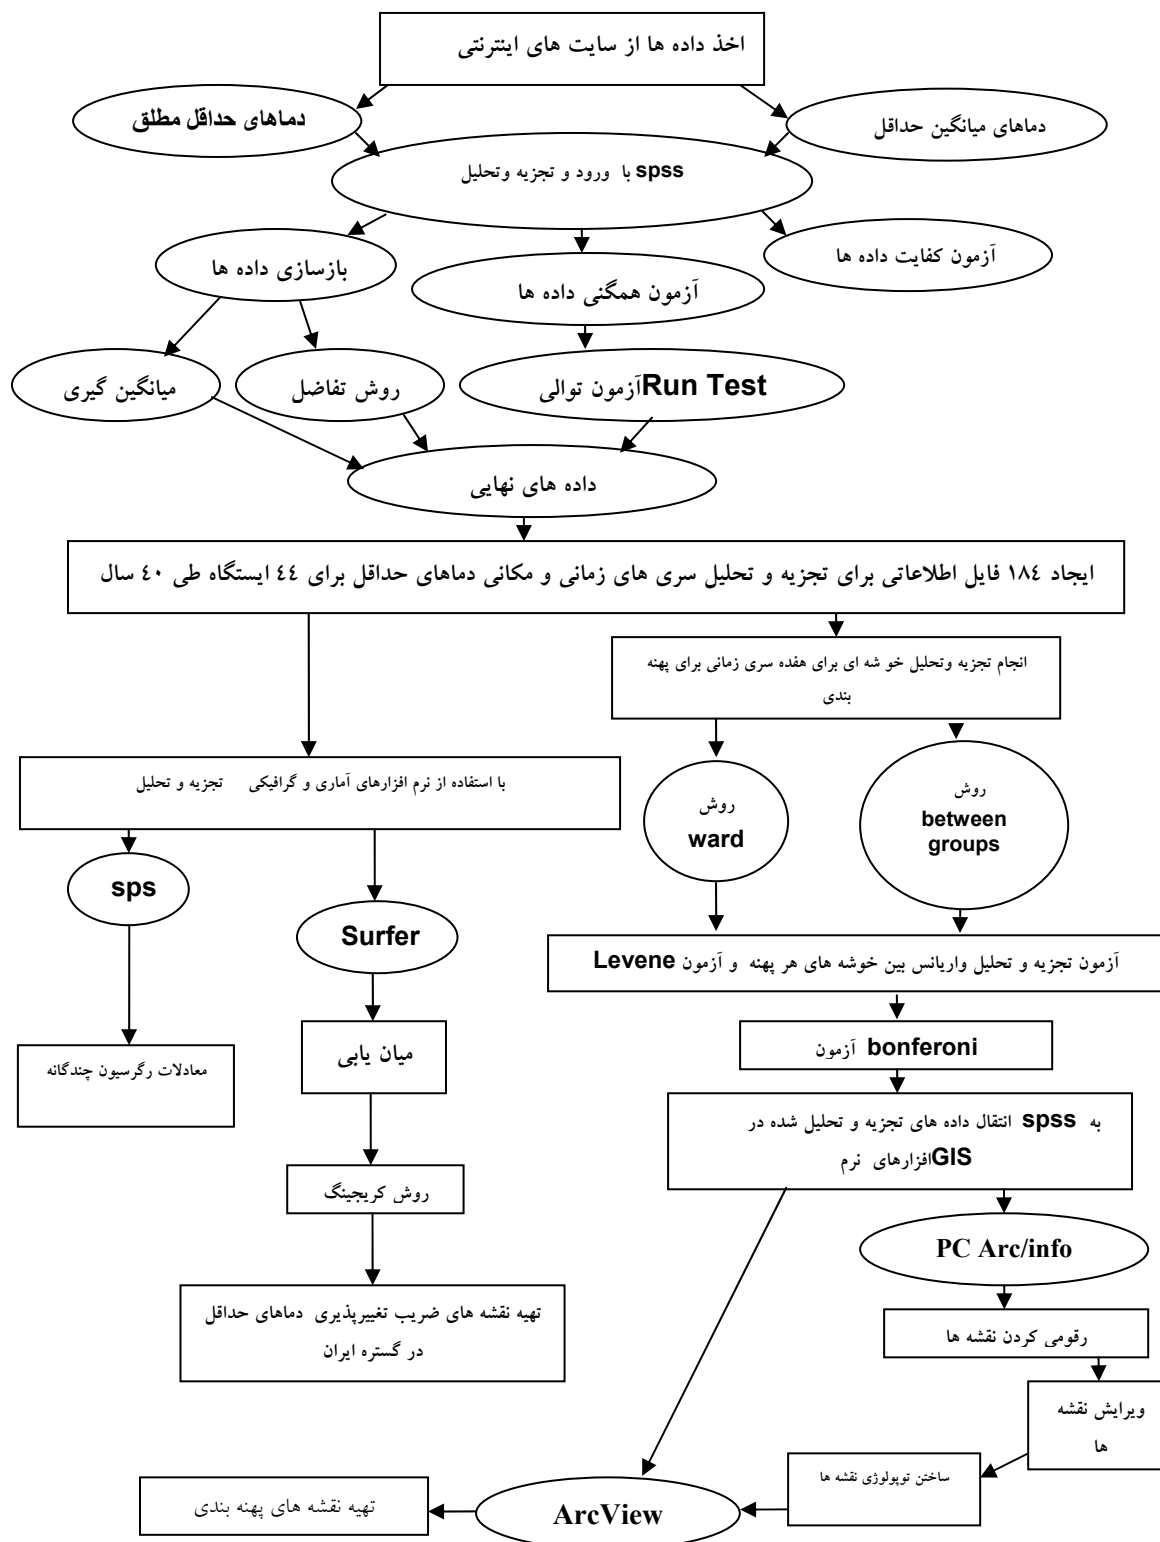 اخذ داده ها از سایت های اینترنتی
دماهای حداقل مطلق
دماهای میانگین حداقل
با ورود و تجزیه وتحلیل spss
بازسازی داده ها
آزمون همگنی داده ها
آزمون کفایت داده ها
میانگین گیری
روش تفاضل
آزمون توالی Run Test
داده های نهایی
ایجاد ١٨٤ فایل اطلاعاتی برای تجزیه و تحلیل سری های زمانی و مکانی دماهای حداقل برای ٤٤ ایستگاه طی ٤٠ سال
انجام تجزیه وتحلیل خو شه ای برای هفده سری زمانی برای پهنه
بندی
با استفاده از نرم افزارهای آماری و گرافیکی تجزیه و تحلیل
روش
ward
روش
between
groups
sps
Surfer
آزمون تجزیه و تحلیل واریانس بین خوشه های هر پهنه و آزمون Levene
میان یابی
آزمون bonferoni
معادلات رگرسیون چندگانه
به spss انتقال داده های تجزیه و تحلیل شده در
افزارهای نرم GIS
روش کریجینگ
PC Arc/info
تهیه نقشه های ضریب تغییرپذیری دماهای حداقل
در گستره ایران
رقومی کردن نقشه ها
ویرایش نقشه
ها
ساختن توپولوژی نقشه ها
ArcView
تهیه نقشه های پهنه بندی